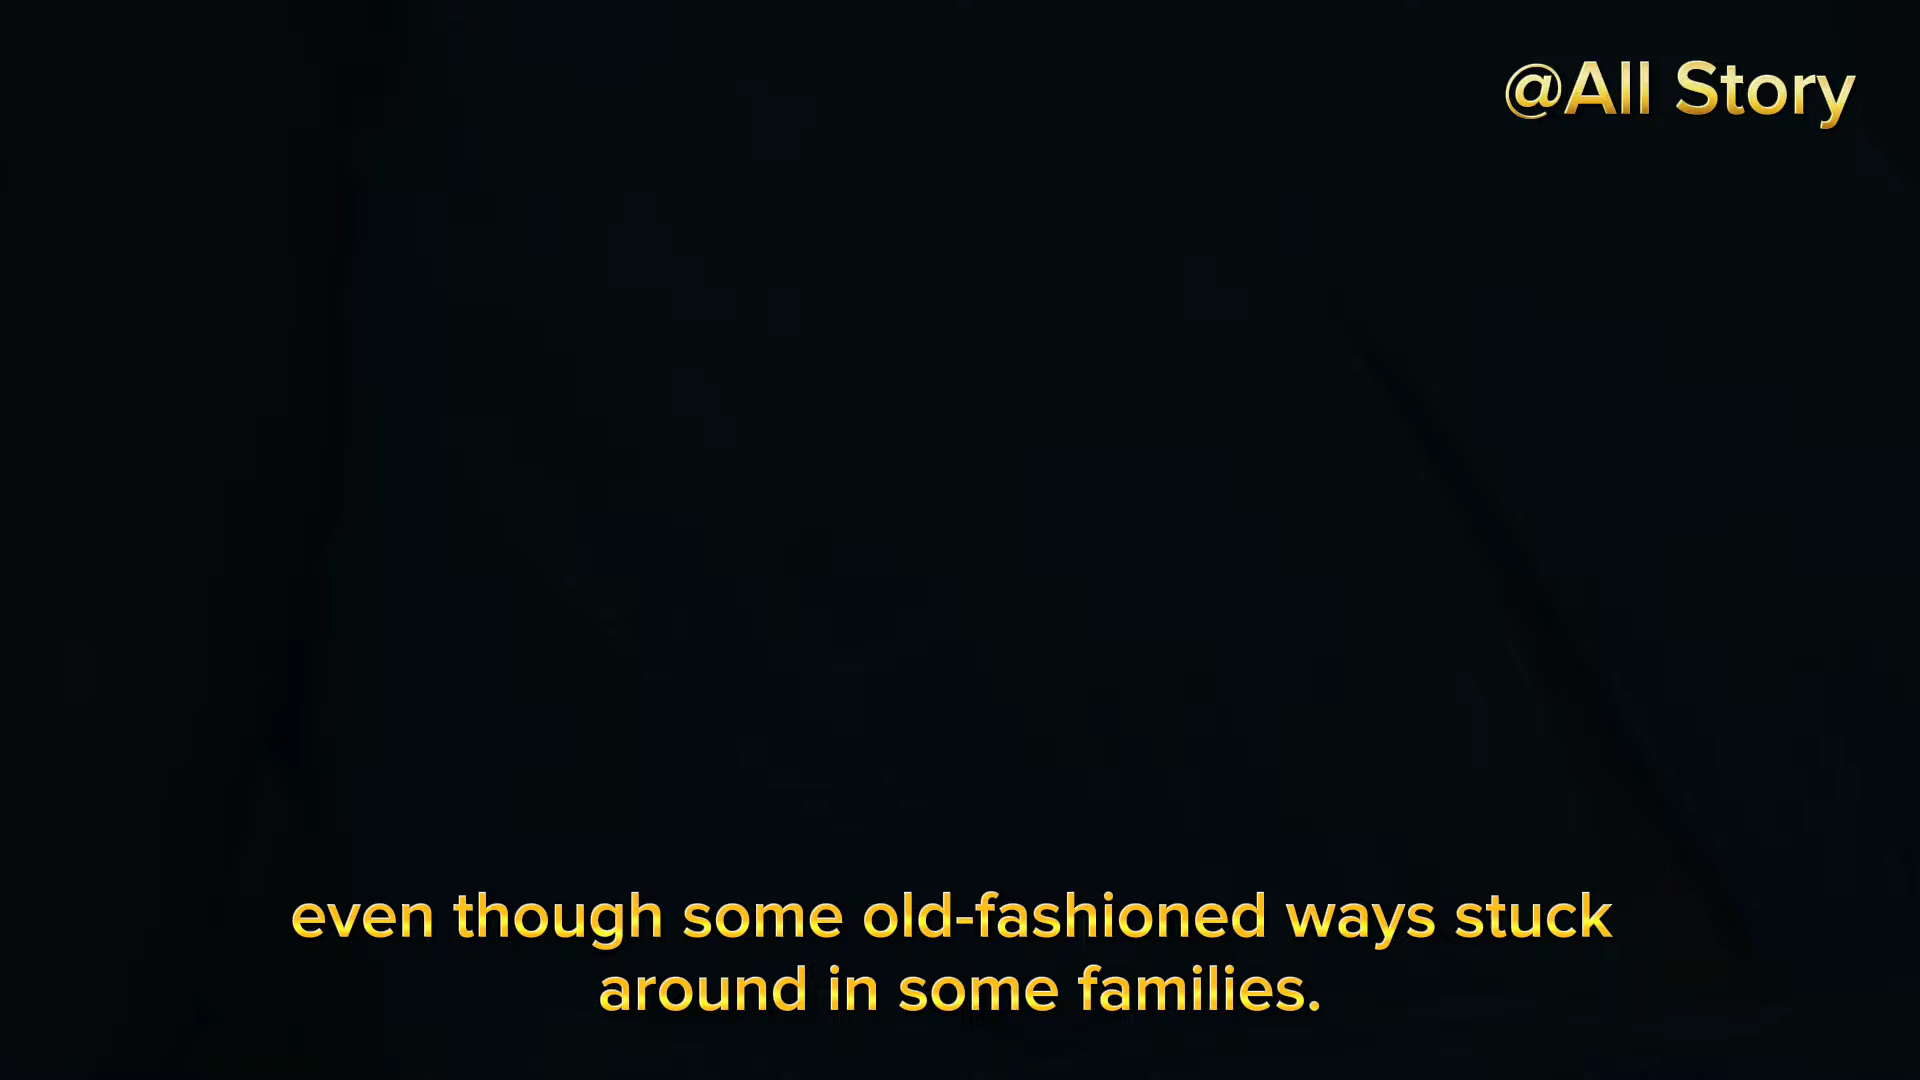 @All Story
even though some old-fashioned ways stuck
around in some families.